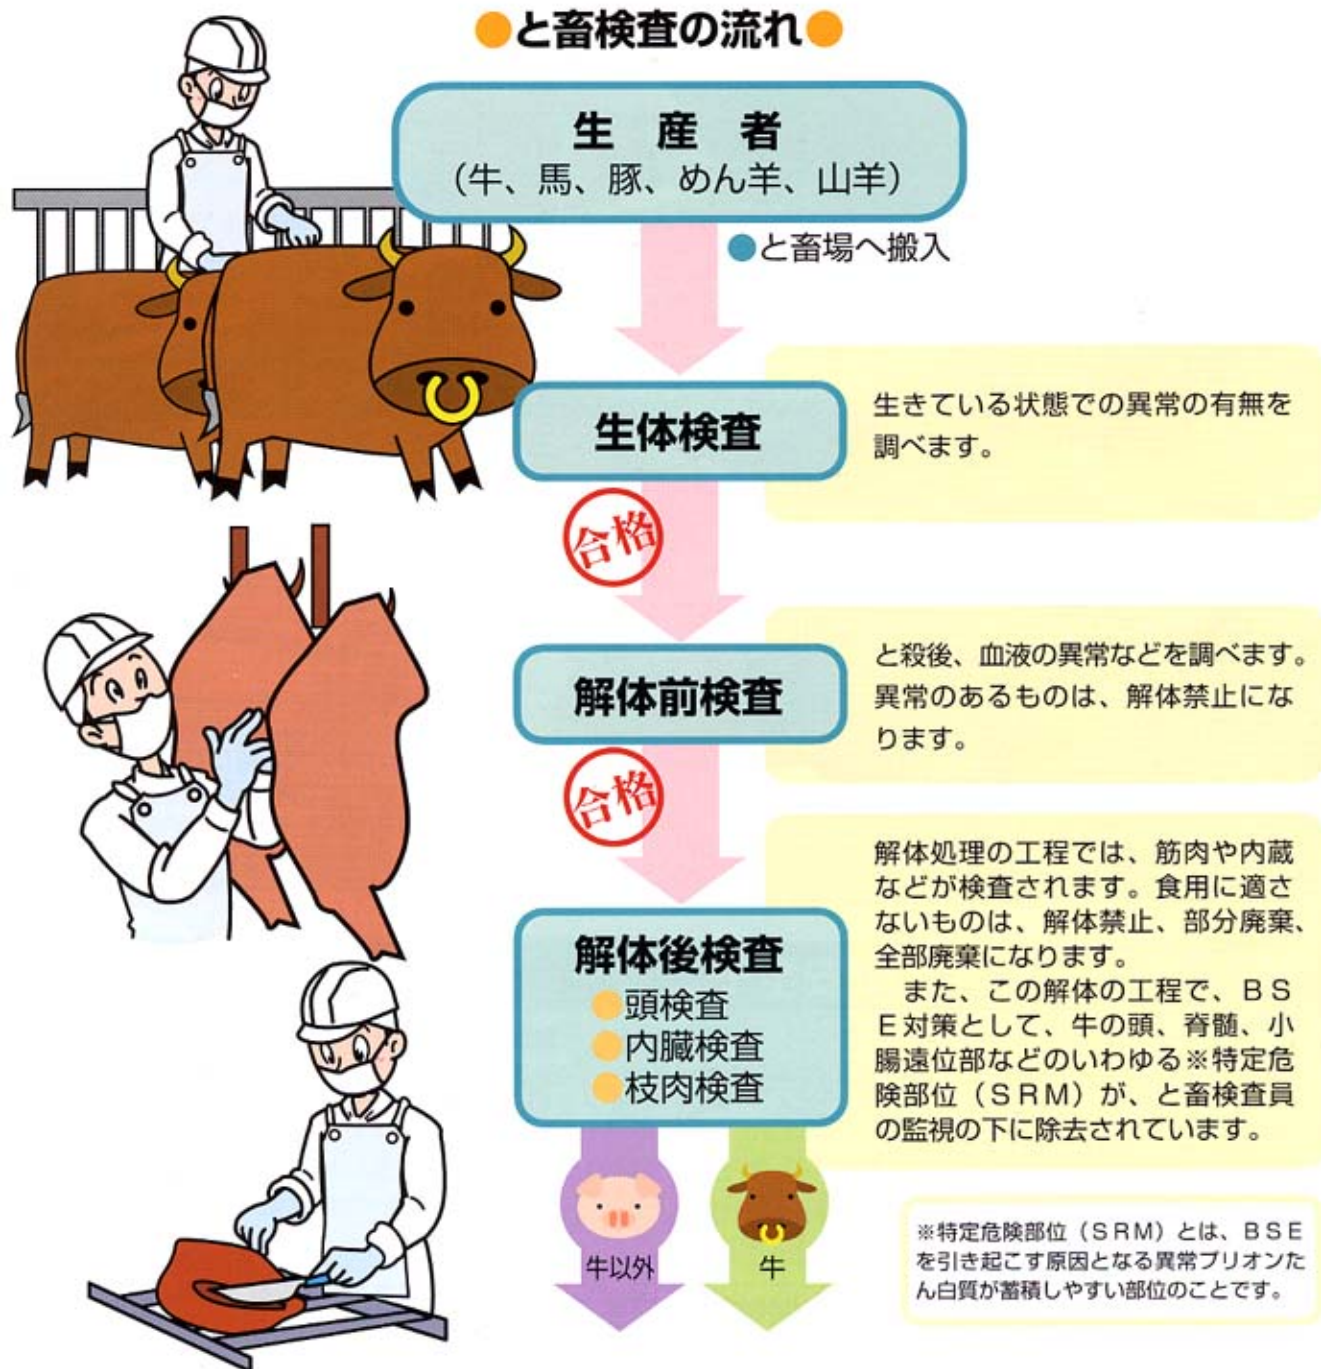 ●と畜検査の流れ●
生産者
(牛、馬、豚、めん羊、山羊)
●と畜場へ搬入
生体検査
生きている状態での異常の有無を
調べます。
合格
解体前検査
と殺後、血液の異常などを調べます。
異常のあるものは、解体禁止にな
ります。
合格
解体後検査
●頭検査
●内臓検査
●枝肉検査
解体処理の工程では、筋肉や内蔵
などが検査されます。食用に適さ
ないものは、解体禁止、部分廃棄、
全部廃棄になります。
また、この解体の工程で、BS
E対策として、牛の頭、脊髄、小
腸遠位部などのいわゆる※特定危
険部位(SRM)が、と畜検査員
の監視の下に除去されています。
牛以外
牛
※特定危険部位(SRM)とは、BSE
を引き起こす原因となる異常プリオンた
ん白質が蓄積しやすい部位のことです。